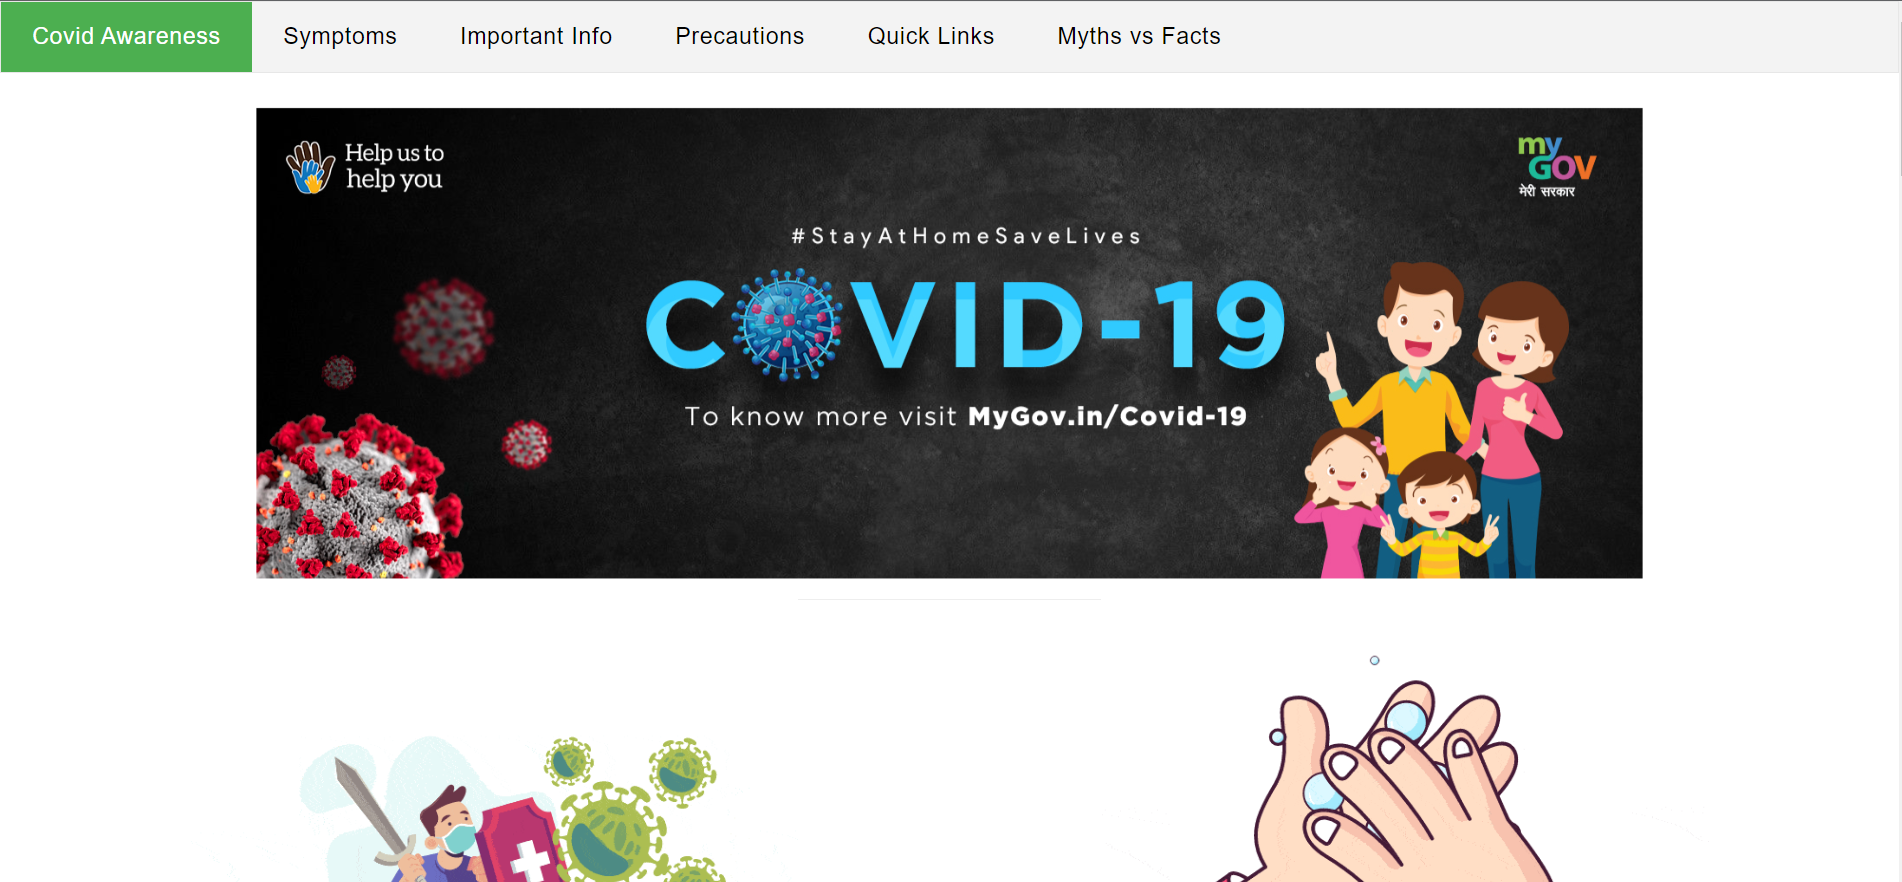 Covid Awareness Symptoms Important Info Precautions Quick Links Myths vs Facts
Help us to
help you
my
GOV
मेरी सरकार
#StayAtHomeSaveLives
COVID-19
To know more visit MyGov.in/Covid-19